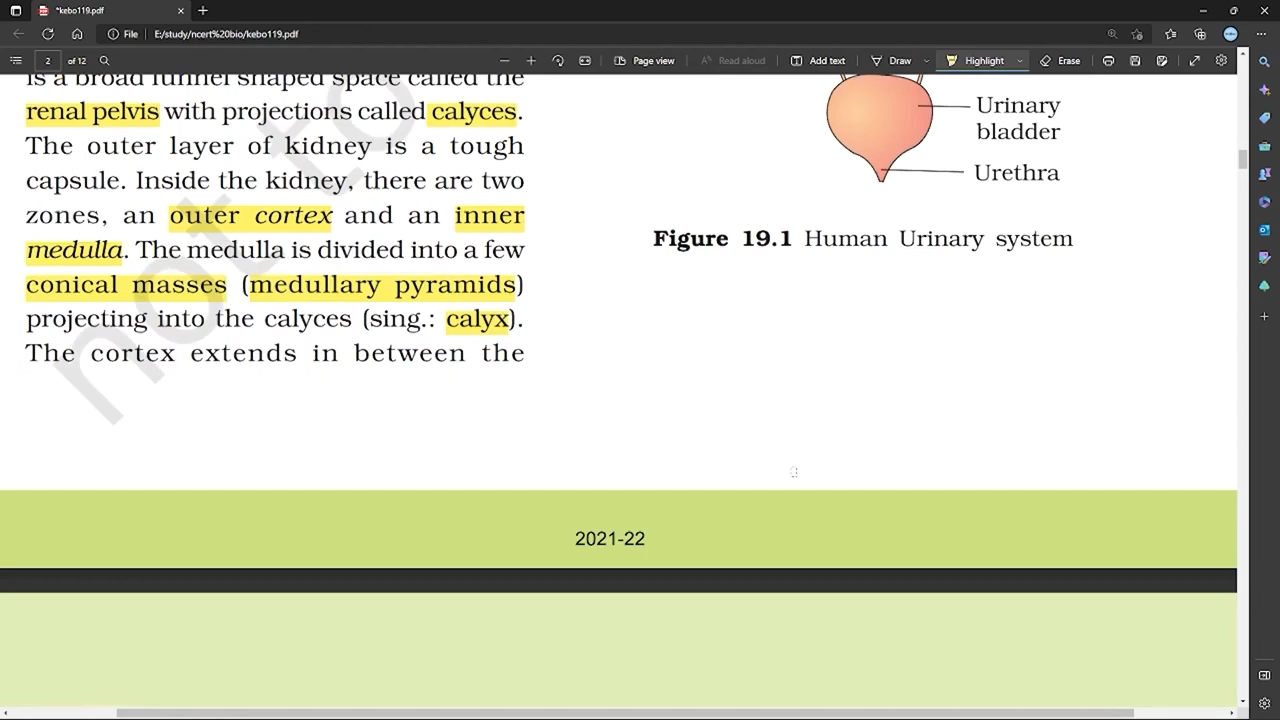 *kebo119.pdf
File
E:/study/ncert%20bio/kebo119.pdf
2
of 12
Page view
Read aloud
Add text
Draw
Highlight
Erase
is a broad funnel shaped space called the
renal pelvis with projections called calyces.
The outer layer of kidney is a tough
capsule. Inside the kidney, there are two
zones, an outer cortex and an inner
medulla. The medulla is divided into a few
conical masses (medullary pyramids)
projecting into the calyces (sing.: calyx).
The cortex extends in between the
not to
Urinary
bladder
Urethra
Figure 19.1 Human Urinary system
2021-22